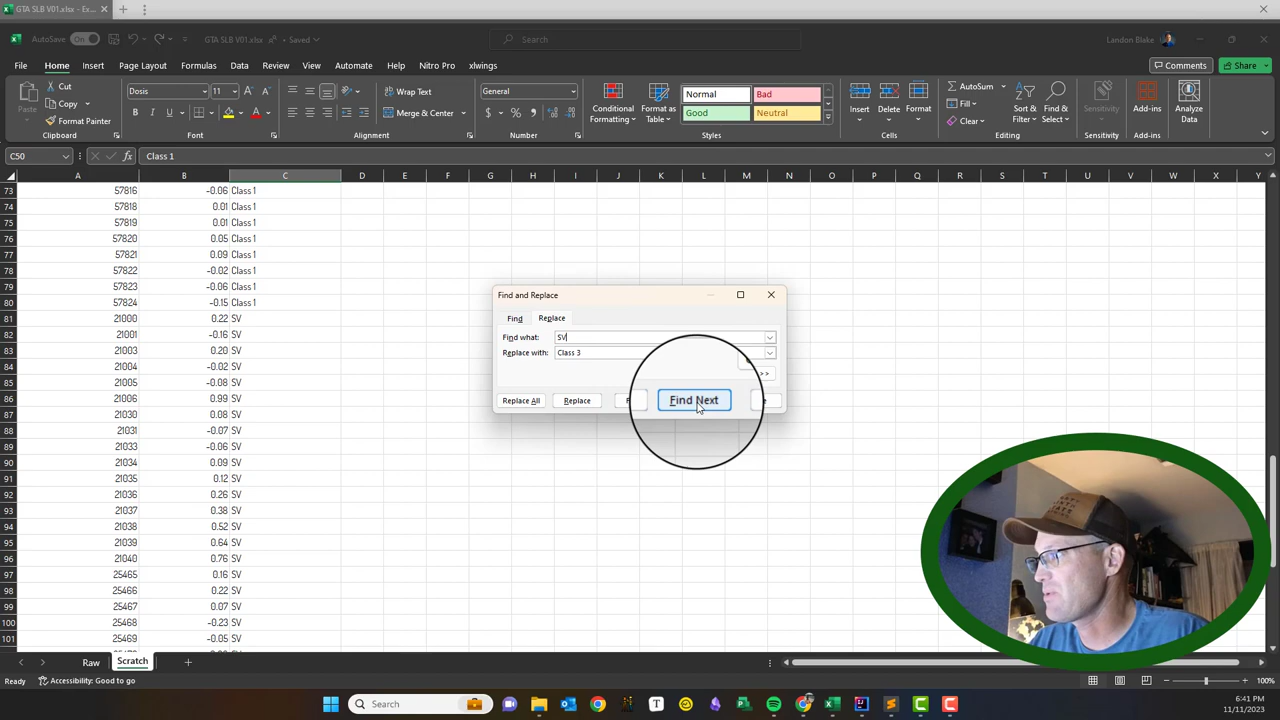 GTA SLB V01.xlsx - Ex...
AutoSave On GTA SLB V01.xlsx • Saved Search Landon Blake
File Home Insert Page Layout Formulas Data Review View Automate Help Nitro Pro xlwings Comments Share
Paste Cut Copy Format Painter Clipboard
Dosis 11 B I U Font
Wrap Text Merge & Center Alignment
General $ % Number
Conditional Formatting Format as Table Normal Bad Good Neutral Styles
Insert Delete Format Cells
AutoSum Fill Clear Sort & Filter Find & Select Editing
Sensitivity Sensitivity
Add-ins Add-ins
Analyze Data
C50 fx Class 1
A B C D E F G H I J K L M N O P Q R S T U V W X Y
73 57816 -0.06 Class 1
74 57818 0.01 Class 1
75 57819 0.01 Class 1
76 57820 0.05 Class 1
77 57821 0.09 Class 1
78 57822 -0.02 Class 1
79 57823 -0.06 Class 1
80 57824 -0.15 Class 1
81 21000 0.22 SV
82 21001 -0.16 SV
83 21003 0.20 SV
84 21004 -0.02 SV
85 21005 -0.08 SV
86 21006 0.99 SV
87 21030 0.08 SV
88 21031 -0.07 SV
89 21033 -0.06 SV
90 21034 0.09 SV
91 21035 0.12 SV
92 21036 0.26 SV
93 21037 0.38 SV
94 21038 0.52 SV
95 21039 0.64 SV
96 21040 0.76 SV
97 25465 0.16 SV
98 25466 0.22 SV
99 25467 0.07 SV
100 25468 -0.23 SV
101 25469 -0.05 SV
Find and Replace
Find Replace
Find what: SV
Replace with: Class 3
>>
Replace All Replace F Find Next e
Raw Scratch
Ready Accessibility: Good to go 100%
Search
6:41 PM
11/11/2023